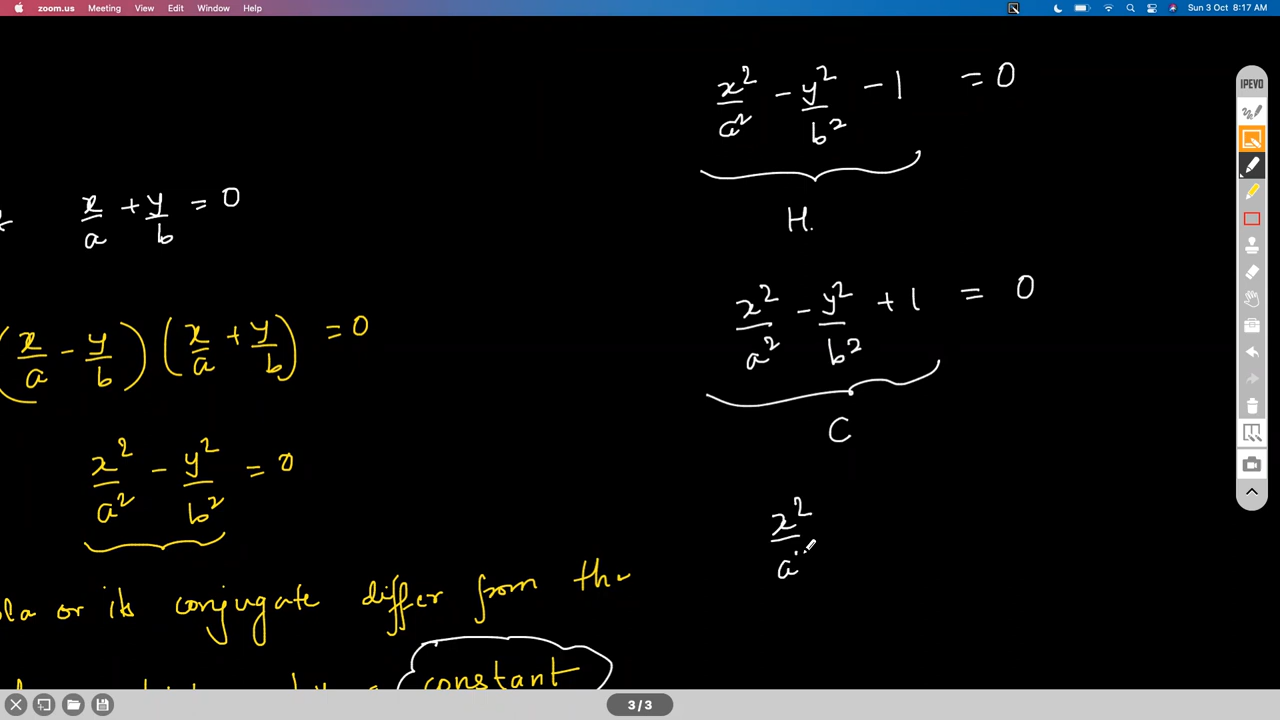 zoom.us Meeting View Edit Window Help Sun 3 Oct 8:17 AM
IPEVO
x²/a² - y²/b² - 1 = 0
H.
x/a + y/b = 0
x²/a² - y²/b² + 1 = 0
C
(x/a - y/b) (x/a + y/b) = 0
x²/a² - y²/b² = 0
x²/a
or its conjugate differ from the
constant
3/3